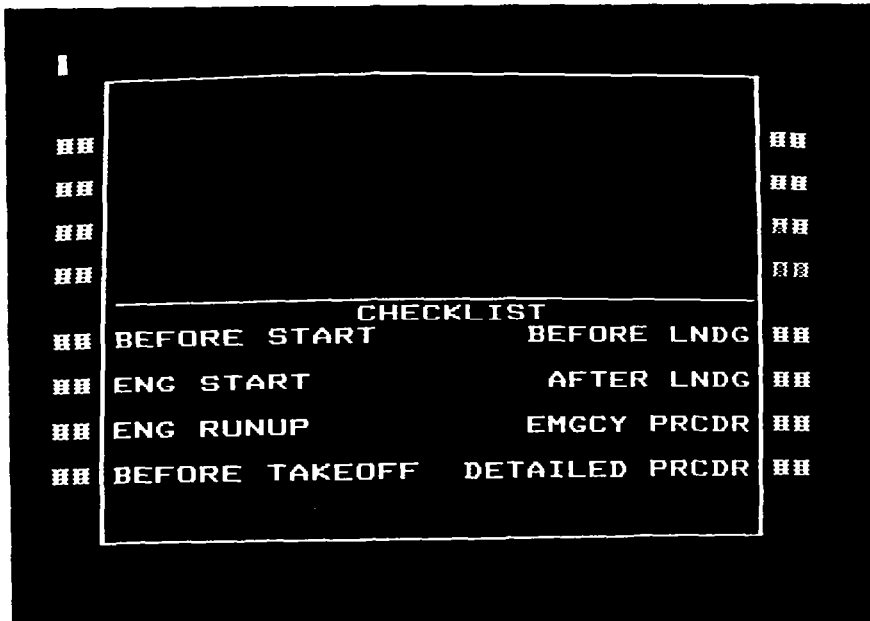 CHECKLIST
BEFORE START BEFORE LNDG
ENG START AFTER LNDG
ENG RUNUP EMGCY PRCDR
BEFORE TAKEOFF DETAILED PRCDR